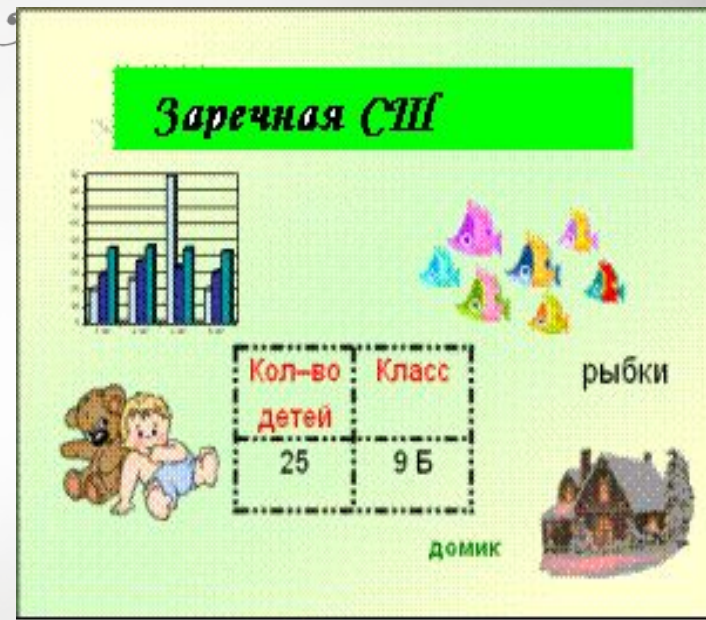 Заречная СШ
Кол–во Класс
детей
25 9 Б
рыбки
домик